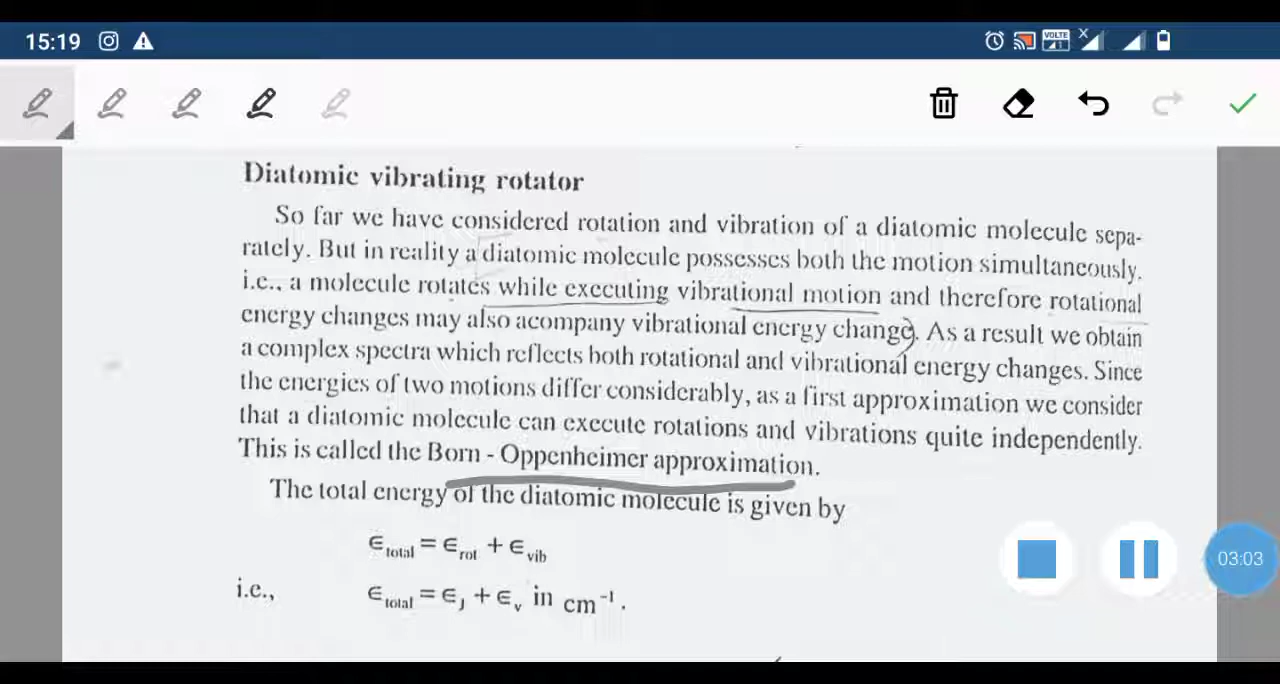 15:19
VOLTE
Diatomic vibrating rotator
So far we have considered rotation and vibration of a diatomic molecule sepa-
rately. But in reality a diatomic molecule possesses both the motion simultaneously.
i.e., a molecule rotates while executing vibrational motion and therefore rotational
energy changes may also acompany vibrational energy change). As a result we obtain
a complex spectra which reflects both rotational and vibrational energy changes. Since
the energies of two motions differ considerably, as a first approximation we consider
that a diatomic molecule can execute rotations and vibrations quite independently.
This is called the Born - Oppenheimer approximation.
The total energy of the diatomic molecule is given by
∈total = ∈rot + ∈vib
i.e., ∈total = ∈J + ∈v in cm⁻¹.
03:03